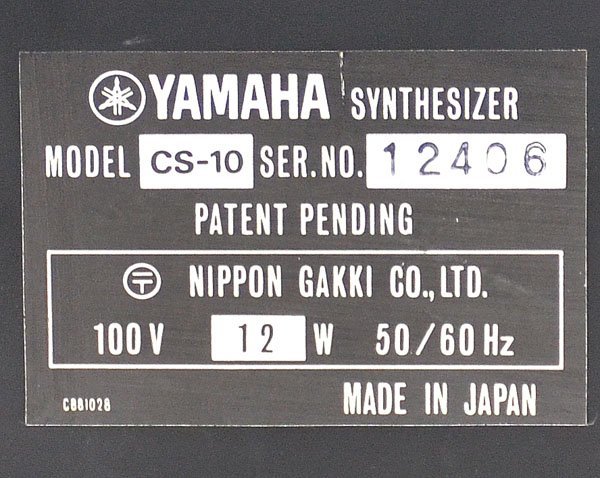 YAMAHA SYNTHESIZER
MODEL CS-10 SER.NO. 12406
PATENT PENDING
〶 NIPPON GAKKI CO.,LTD.
100V 12 W 50/60 Hz
CB81028 MADE IN JAPAN